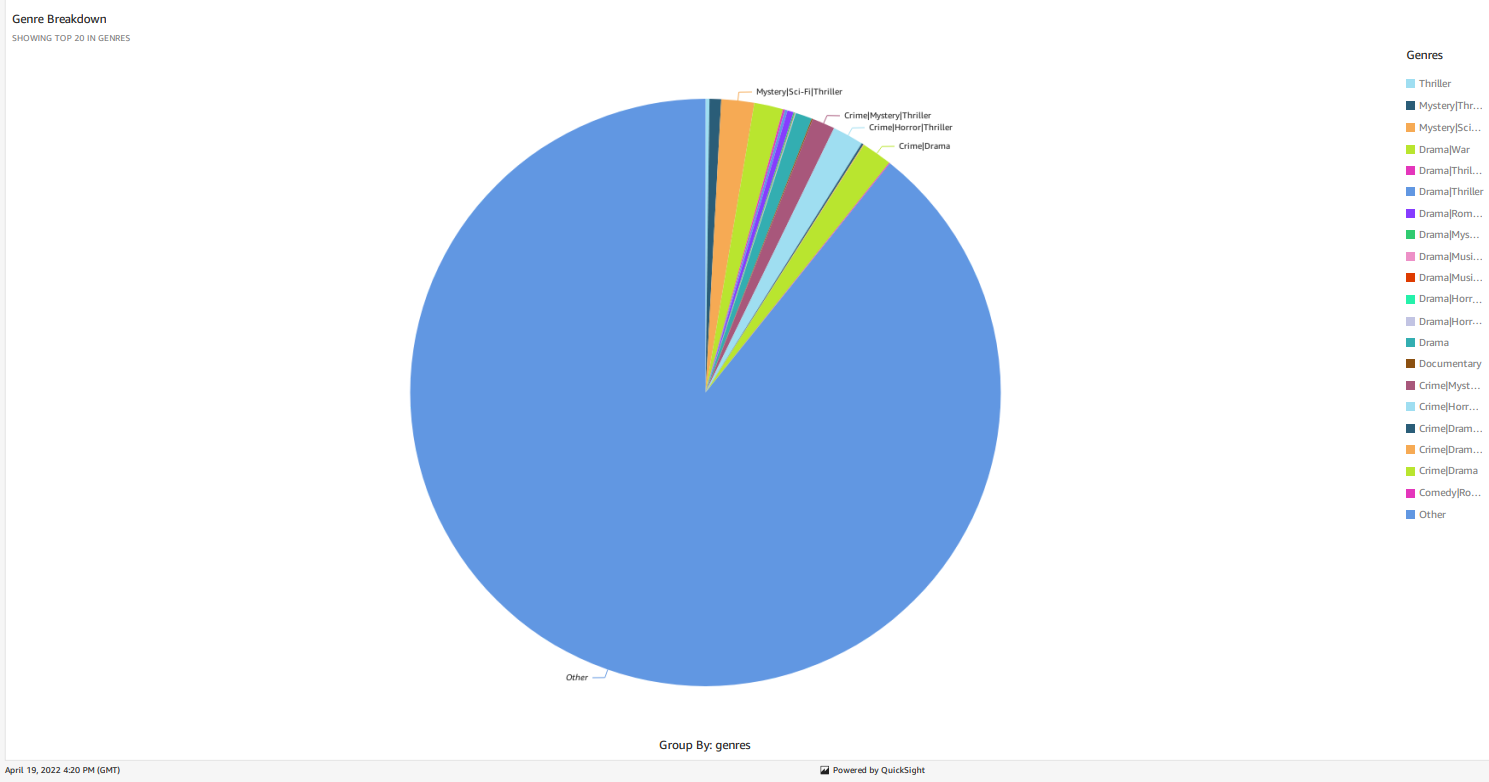 Genre Breakdown
SHOWING TOP 20 IN GENRES
Genres
Thriller
Mystery|Thr...
Mystery|Sci...
Drama|War
Drama|Thril...
Drama|Thriller
Drama|Rom...
Drama|Mys...
Drama|Musi...
Drama|Musi...
Drama|Horr...
Drama|Horr...
Drama
Documentary
Crime|Myst...
Crime|Horr...
Crime|Dram...
Crime|Dram...
Crime|Drama
Comedy|Ro...
Other
Mystery|Sci-Fi|Thriller
Crime|Mystery|Thriller
Crime|Horror|Thriller
Crime|Drama
Other
Group By: genres
April 19, 2022 4:20 PM (GMT)
Powered by QuickSight